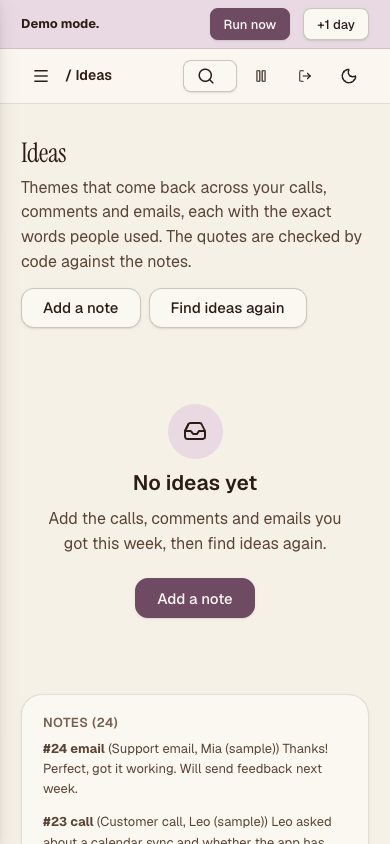 Demo mode.
Run now
+1 day
/ Ideas
Ideas
Themes that come back across your calls,
comments and emails, each with the exact
words people used. The quotes are checked by
code against the notes.
Add a note
Find ideas again
No ideas yet
Add the calls, comments and emails you
got this week, then find ideas again.
Add a note
NOTES (24)
#24 email (Support email, Mia (sample)) Thanks!
Perfect, got it working. Will send feedback next
week.
#23 call (Customer call, Leo (sample)) Leo asked
about a calendar sync and whether the app has